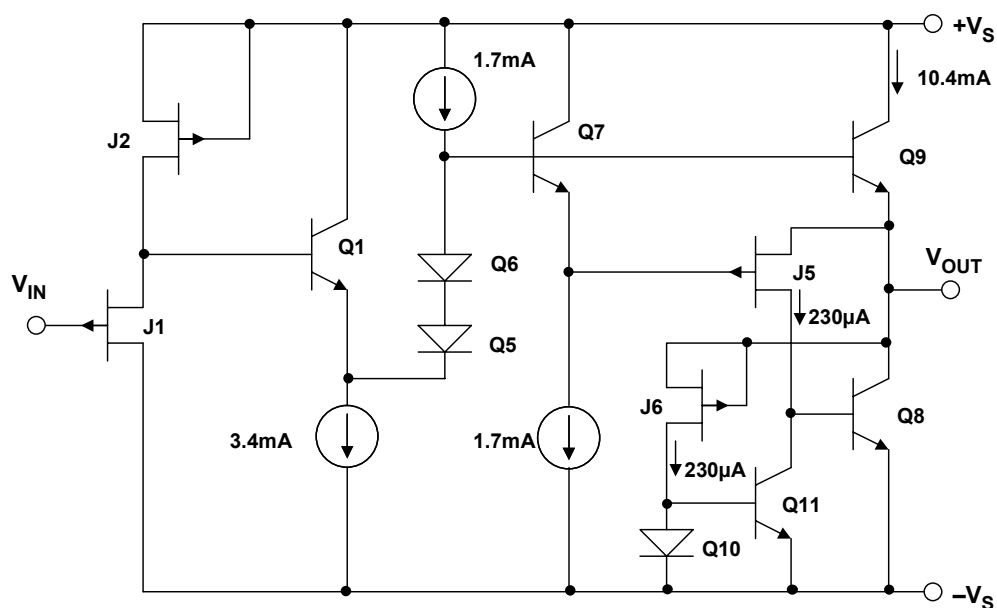 +VS
1.7mA
10.4mA
J2
Q7
Q9
Q1
Q6
VIN
J1
J5
VOUT
Q5
230µA
J6
3.4mA
1.7mA
Q8
230µA
Q11
Q10
–VS